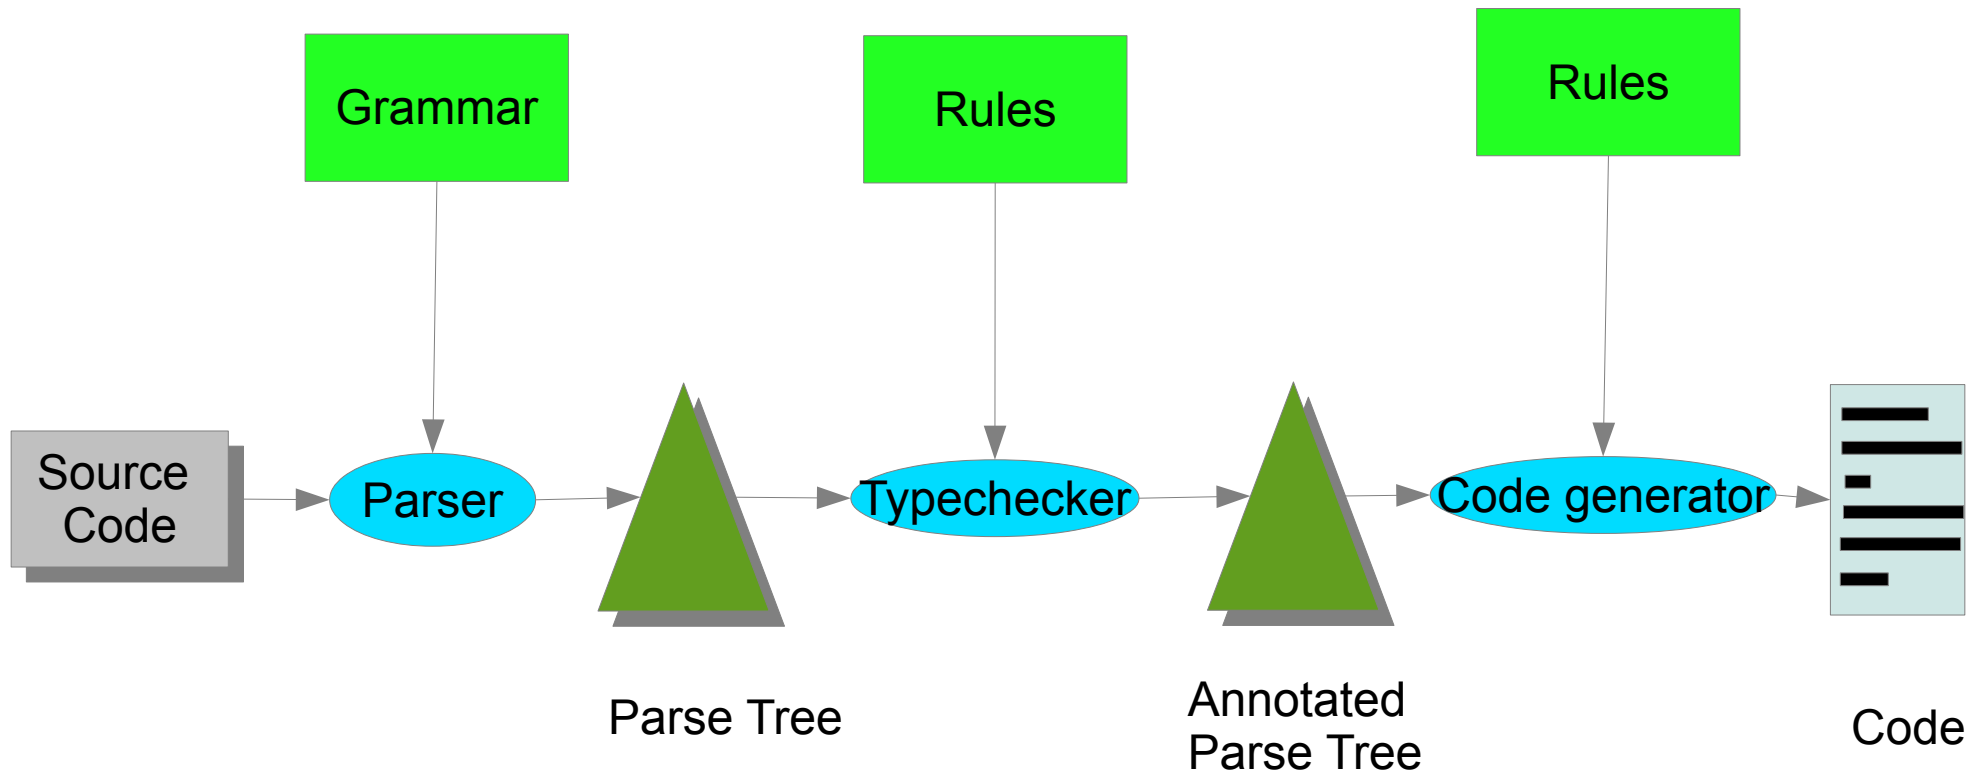 Grammar
Rules
Rules
Source
Code
Parser
Typechecker
Code generator
Parse Tree
Annotated
Parse Tree
Code